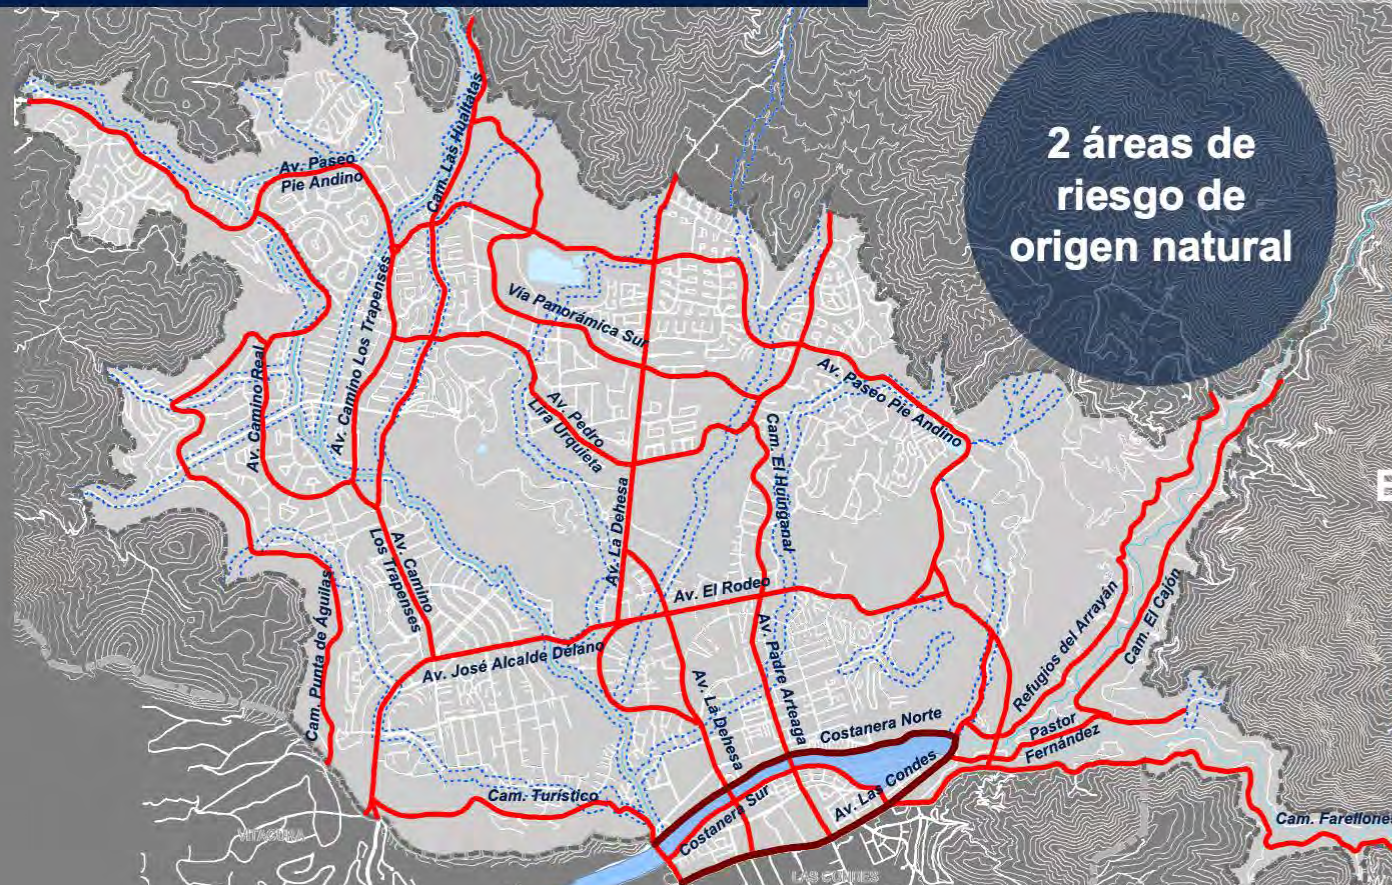 2 áreas de
riesgo de
origen natural
Av. Paseo
Pie Andino
Cam. Las Hualtatas
Av. Camino Los Trapenses
Vía Panorámica Sur
Av. Camino Real
Av. Pedro
Lira Urquieta
Av. Paseo Pie Andino
Cam. El Huinganal
Av. La Dehesa
Av. Camino
Los Trapenses
Av. El Rodeo
Cam. Punta de Águilas
Av. José Alcalde Délano
Av. Padre Arteaga
Av. La Dehesa
Refugios del Arrayán
Cam. El Cajón
Costanera Norte
Pastor
Fernández
Av. Las Condes
Cam. Turístico
Costanera Sur
Cam. Farellones
VITACURA
LAS CONDES
E